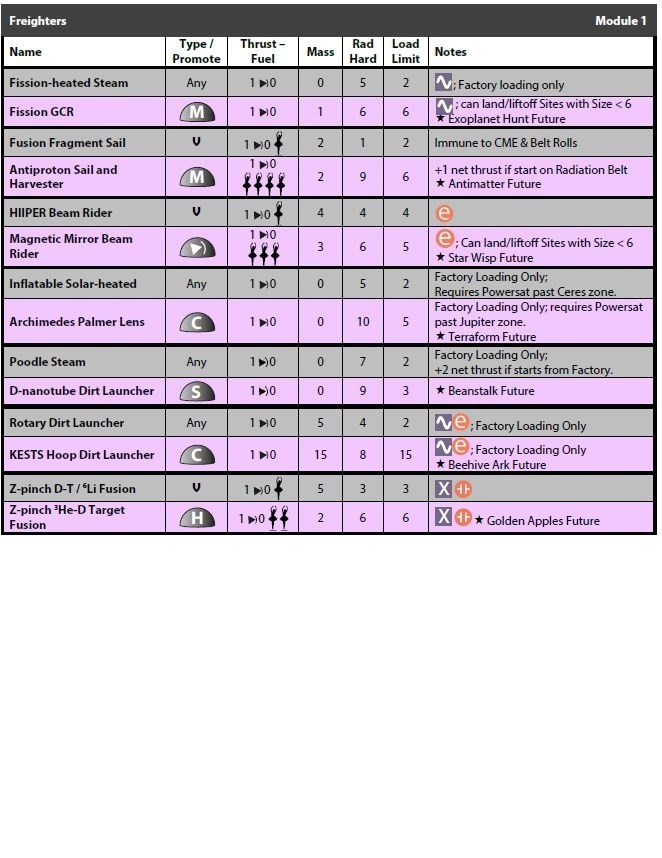 Freighters Module 1
Name Type / Promote Thrust – Fuel Mass Rad Hard Load Limit Notes
Fission-heated Steam Any 1 0 0 5 2 ; Factory loading only
Fission GCR M 1 0 1 6 6 ; can land/liftoff Sites with Size < 6
★ Exoplanet Hunt Future
Fusion Fragment Sail V 1 0 2 1 2 Immune to CME & Belt Rolls
Antiproton Sail and Harvester M 1 0 2 9 6 +1 net thrust if start on Radiation Belt
★ Antimatter Future
HIIPER Beam Rider V 1 0 4 4 4 e
Magnetic Mirror Beam Rider 1 0 3 6 5 e ; Can land/liftoff Sites with Size < 6
★ Star Wisp Future
Inflatable Solar-heated Any 1 0 0 5 2 Factory Loading Only;
Requires Powersat past Ceres zone.
Archimedes Palmer Lens C 1 0 0 10 5 Factory Loading Only; requires Powersat
past Jupiter zone.
★ Terraform Future
Poodle Steam Any 1 0 0 7 2 Factory Loading Only;
+2 net thrust if starts from Factory.
D-nanotube Dirt Launcher S 1 0 0 9 3 ★ Beanstalk Future
Rotary Dirt Launcher Any 1 0 5 4 2 e ; Factory Loading Only
KESTS Hoop Dirt Launcher C 1 0 15 8 15 e ; Factory Loading Only
★ Beehive Ark Future
Z-pinch D-T / ⁶Li Fusion V 1 0 5 3 3 X
Z-pinch ³He-D Target Fusion H 1 0 2 6 6 X ★ Golden Apples Future